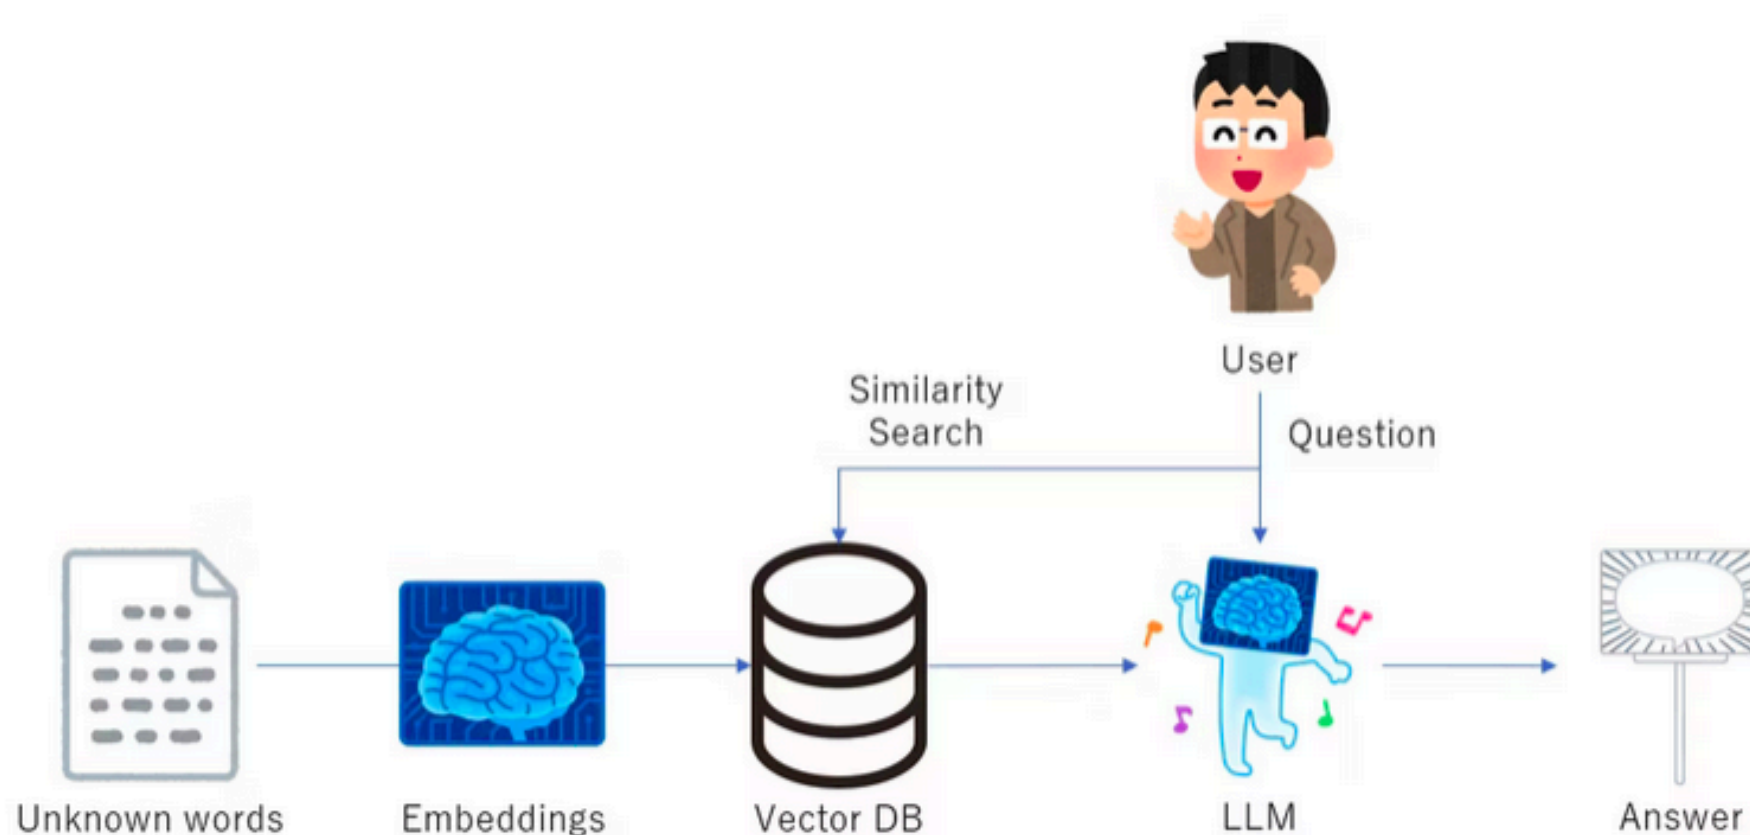 User
Similarity
Search
Question
Unknown words
Embeddings
Vector DB
LLM
Answer